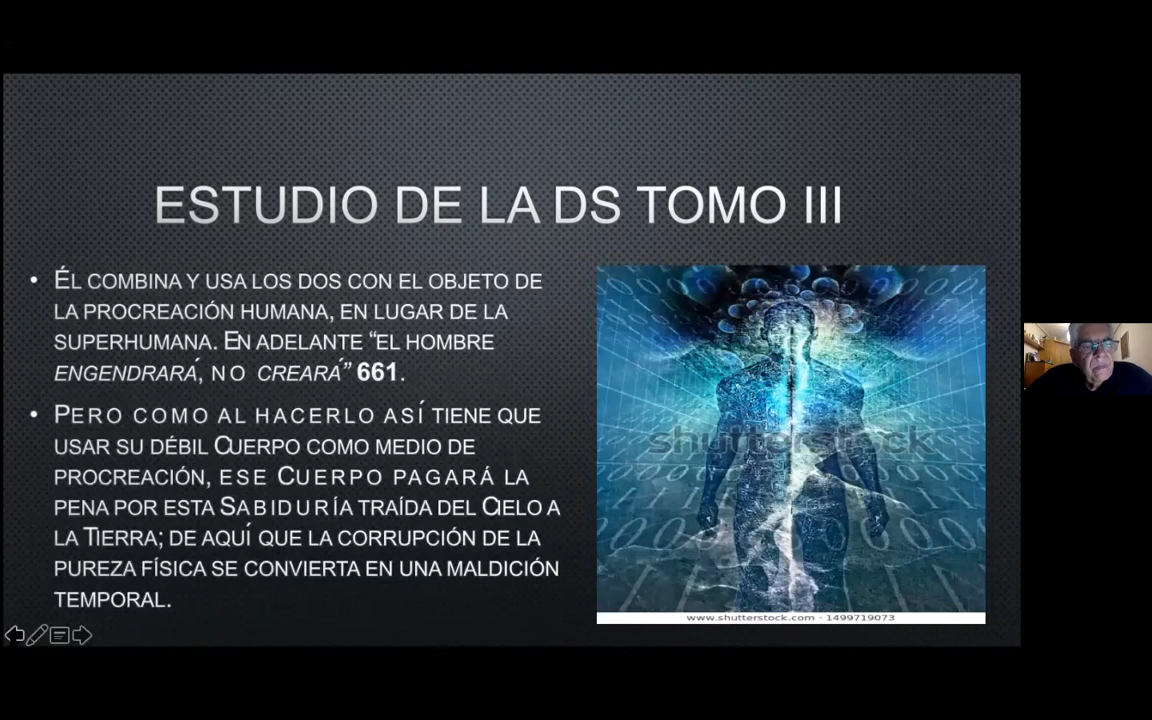 ESTUDIO DE LA DS TOMO III
• ÉL COMBINA Y USA LOS DOS CON EL OBJETO DE
LA PROCREACIÓN HUMANA, EN LUGAR DE LA
SUPERHUMANA. EN ADELANTE “EL HOMBRE
ENGENDRARÁ, NO CREARÁ” 661.
• PERO COMO AL HACERLO ASÍ TIENE QUE
USAR SU DÉBIL CUERPO COMO MEDIO DE
PROCREACIÓN, ESE CUERPO PAGARÁ LA
PENA POR ESTA SABIDURÍA TRAÍDA DEL CIELO A
LA TIERRA; DE AQUÍ QUE LA CORRUPCIÓN DE LA
PUREZA FÍSICA SE CONVIERTA EN UNA MALDICIÓN
TEMPORAL.
shutterstock
www.shutterstock.com · 1499719073